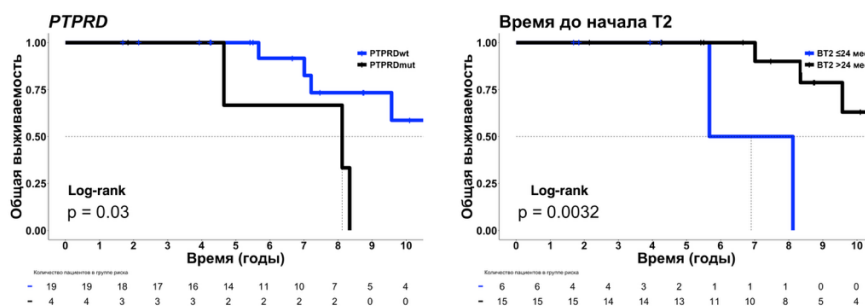 PTPRD
Общая выживаемость
1.00
0.75
0.50
0.25
0.00
PTPRDwt
PTPRDmut
Log-rank
p = 0.03
0 1 2 3 4 5 6 7 8 9 10
Время (годы)
Количество пациентов в группе риска
19 19 18 17 16 14 11 10 7 5 4
4 4 3 3 3 2 2 2 2 0 0
Время до начала Т2
Общая выживаемость
1.00
0.75
0.50
0.25
0.00
ВТ2 ≤24 мес
ВТ2 >24 мес
Log-rank
p = 0.0032
0 1 2 3 4 5 6 7 8 9 10
Время (годы)
Количество пациентов в группе риска
6 6 4 4 3 2 1 1 1 0 0
15 15 15 14 14 13 11 10 8 5 4